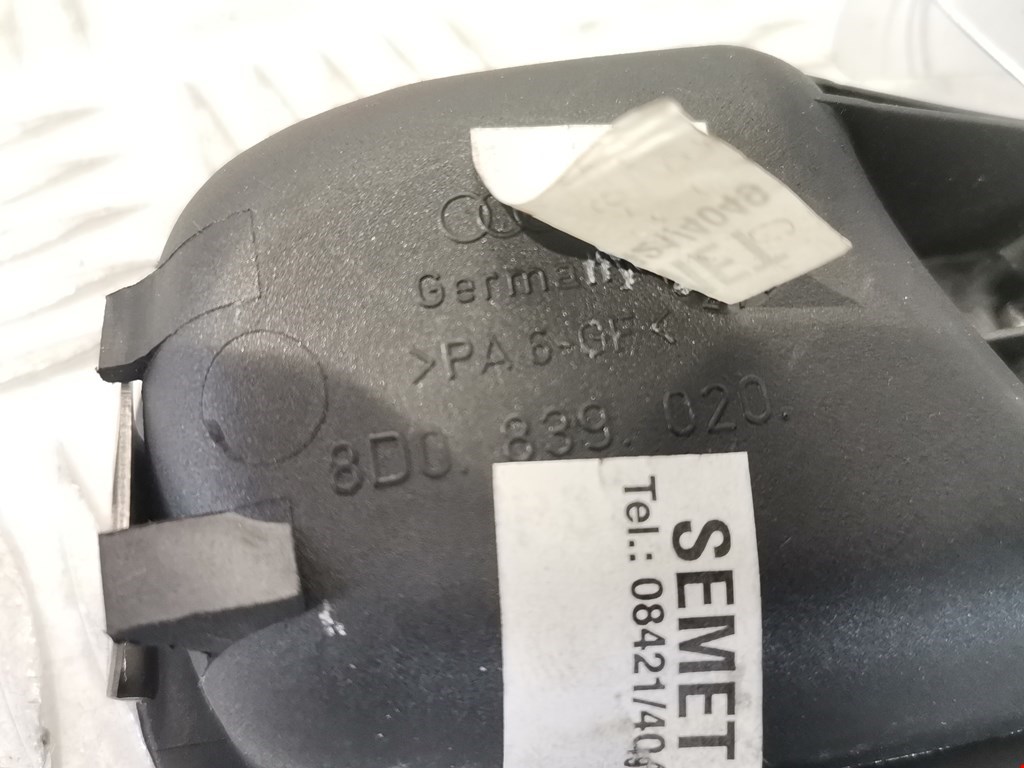 Germany
>PA 6-GF<
8D0. 839. 020.
SEMET
Tel.: 08421/40